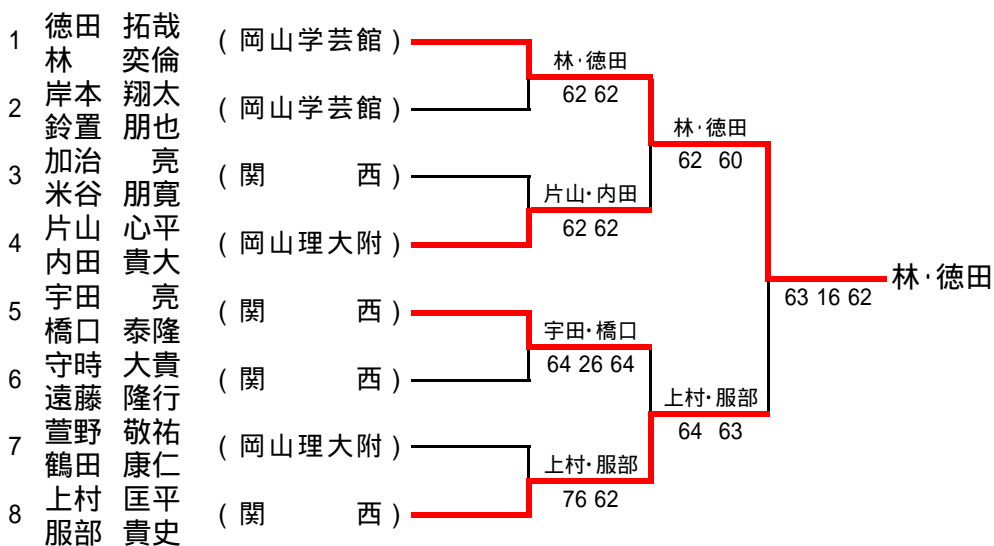 1 徳田 拓哉
林 奕倫
(岡山学芸館)
2 岸本 翔太
鈴置 朋也
(岡山学芸館)
3 加治 亮
米谷 朋寛
(関 西)
4 片山 心平
内田 貴大
(岡山理大附)
5 宇田 亮
橋口 泰隆
(関 西)
6 守時 大貴
遠藤 隆行
(関 西)
7 萱野 敬祐
鶴田 康仁
(岡山理大附)
8 上村 匡平
服部 貴史
(関 西)
林・徳田
62 62
片山・内田
62 62
宇田・橋口
64 26 64
上村・服部
76 62
林・徳田
62 60
上村・服部
64 63
林・徳田
63 16 62